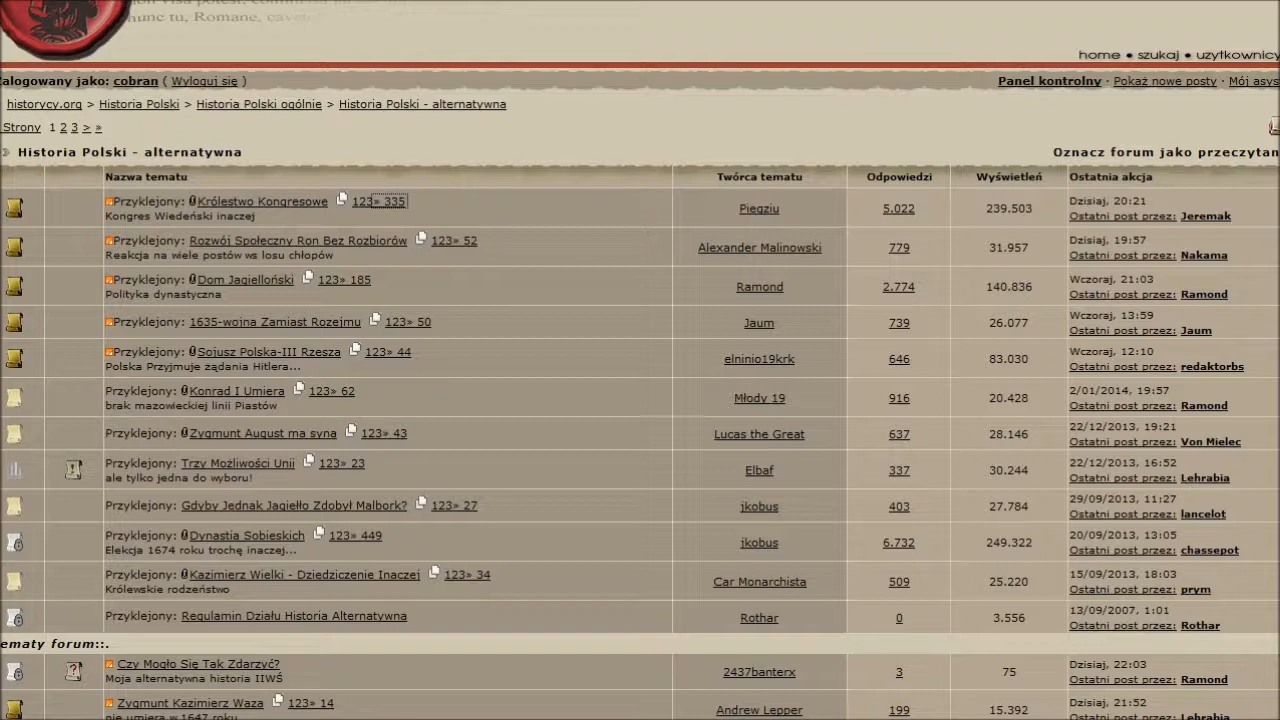 hunc tu, Romane, cave
home • szukaj • uzytkownicy
Zalogowany jako: cobran ( Wyloguj się )
Panel kontrolny · Pokaż nowe posty · Mój asys
historycy.org > Historia Polski > Historia Polski ogólnie > Historia Polski - alternatywna
Strony 1 2 3 > »
Historia Polski - alternatywna
Oznacz forum jako przeczytan
Nazwa tematu Twórca tematu Odpowiedzi Wyświetleń Ostatnia akcja
Przyklejony: Królestwo Kongresowe 123» 335
Kongres Wiedeński inaczej
Piegziu 5.022 239.503
Dzisiaj, 20:21
Ostatni post przez: Jeremak
Przyklejony: Rozwój Społeczny Ron Bez Rozbiorów 123» 52
Reakcja na wiele postów ws losu chłopów
Alexander Malinowski 779 31.957
Dzisiaj, 19:57
Ostatni post przez: Nakama
Przyklejony: Dom Jagielloński 123» 185
Polityka dynastyczna
Ramond 2.774 140.836
Wczoraj, 21:03
Ostatni post przez: Ramond
Przyklejony: 1635-wojna Zamiast Rozejmu 123» 50
Jaum 739 26.077
Wczoraj, 13:59
Ostatni post przez: Jaum
Przyklejony: Sojusz Polska-III Rzesza 123» 44
Polska Przyjmuje żądania Hitlera...
elninio19krk 646 83.030
Wczoraj, 12:10
Ostatni post przez: redaktorbs
Przyklejony: Konrad I Umiera 123» 62
brak mazowieckiej linii Piastów
Młody 19 916 20.428
2/01/2014, 19:57
Ostatni post przez: Ramond
Przyklejony: Zygmunt August ma syna 123» 43
Lucas the Great 637 28.146
22/12/2013, 19:21
Ostatni post przez: Von Mielec
Przyklejony: Trzy Możliwości Unii 123» 23
ale tylko jedna do wyboru!
Elbaf 337 30.244
22/12/2013, 16:52
Ostatni post przez: Lehrabia
Przyklejony: Gdyby Jednak Jagiełło Zdobył Malbork? 123» 27
jkobus 403 27.784
29/09/2013, 11:27
Ostatni post przez: lancelot
Przyklejony: Dynastia Sobieskich 123» 449
Elekcja 1674 roku trochę inaczej...
jkobus 6.732 249.322
20/09/2013, 13:05
Ostatni post przez: chassepot
Przyklejony: Kazimierz Wielki - Dziedziczenie Inaczej 123» 34
Królewskie rodzeństwo
Car Monarchista 509 25.220
15/09/2013, 18:03
Ostatni post przez: prym
Przyklejony: Regulamin Działu Historia Alternatywna
Rothar 0 3.556
13/09/2007, 1:01
Ostatni post przez: Rothar
ematy forum::.
Czy Mogło Się Tak Zdarzyć?
Moja alternatywna historia IIWŚ
2437banterx 3 75
Dzisiaj, 22:03
Ostatni post przez: Ramond
Zygmunt Kazimierz Waza 123» 14
nie umiera w 1647 roku
Andrew Lepper 199 15.392
Dzisiaj, 21:52
Ostatni post przez: Lehrabia